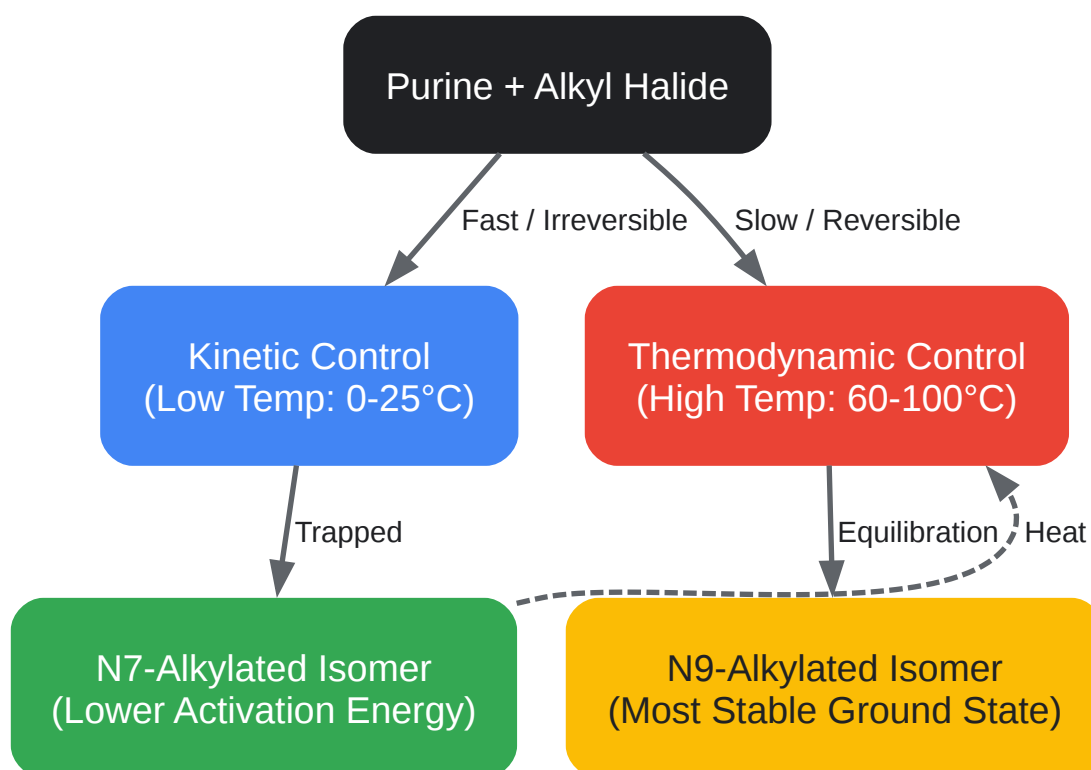 Purine + Alkyl Halide
Fast / Irreversible
Slow / Reversible
Kinetic Control
(Low Temp: 0-25°C)
Thermodynamic Control
(High Temp: 60-100°C)
Trapped
Equilibration
Heat
N7-Alkylated Isomer
(Lower Activation Energy)
N9-Alkylated Isomer
(Most Stable Ground State)